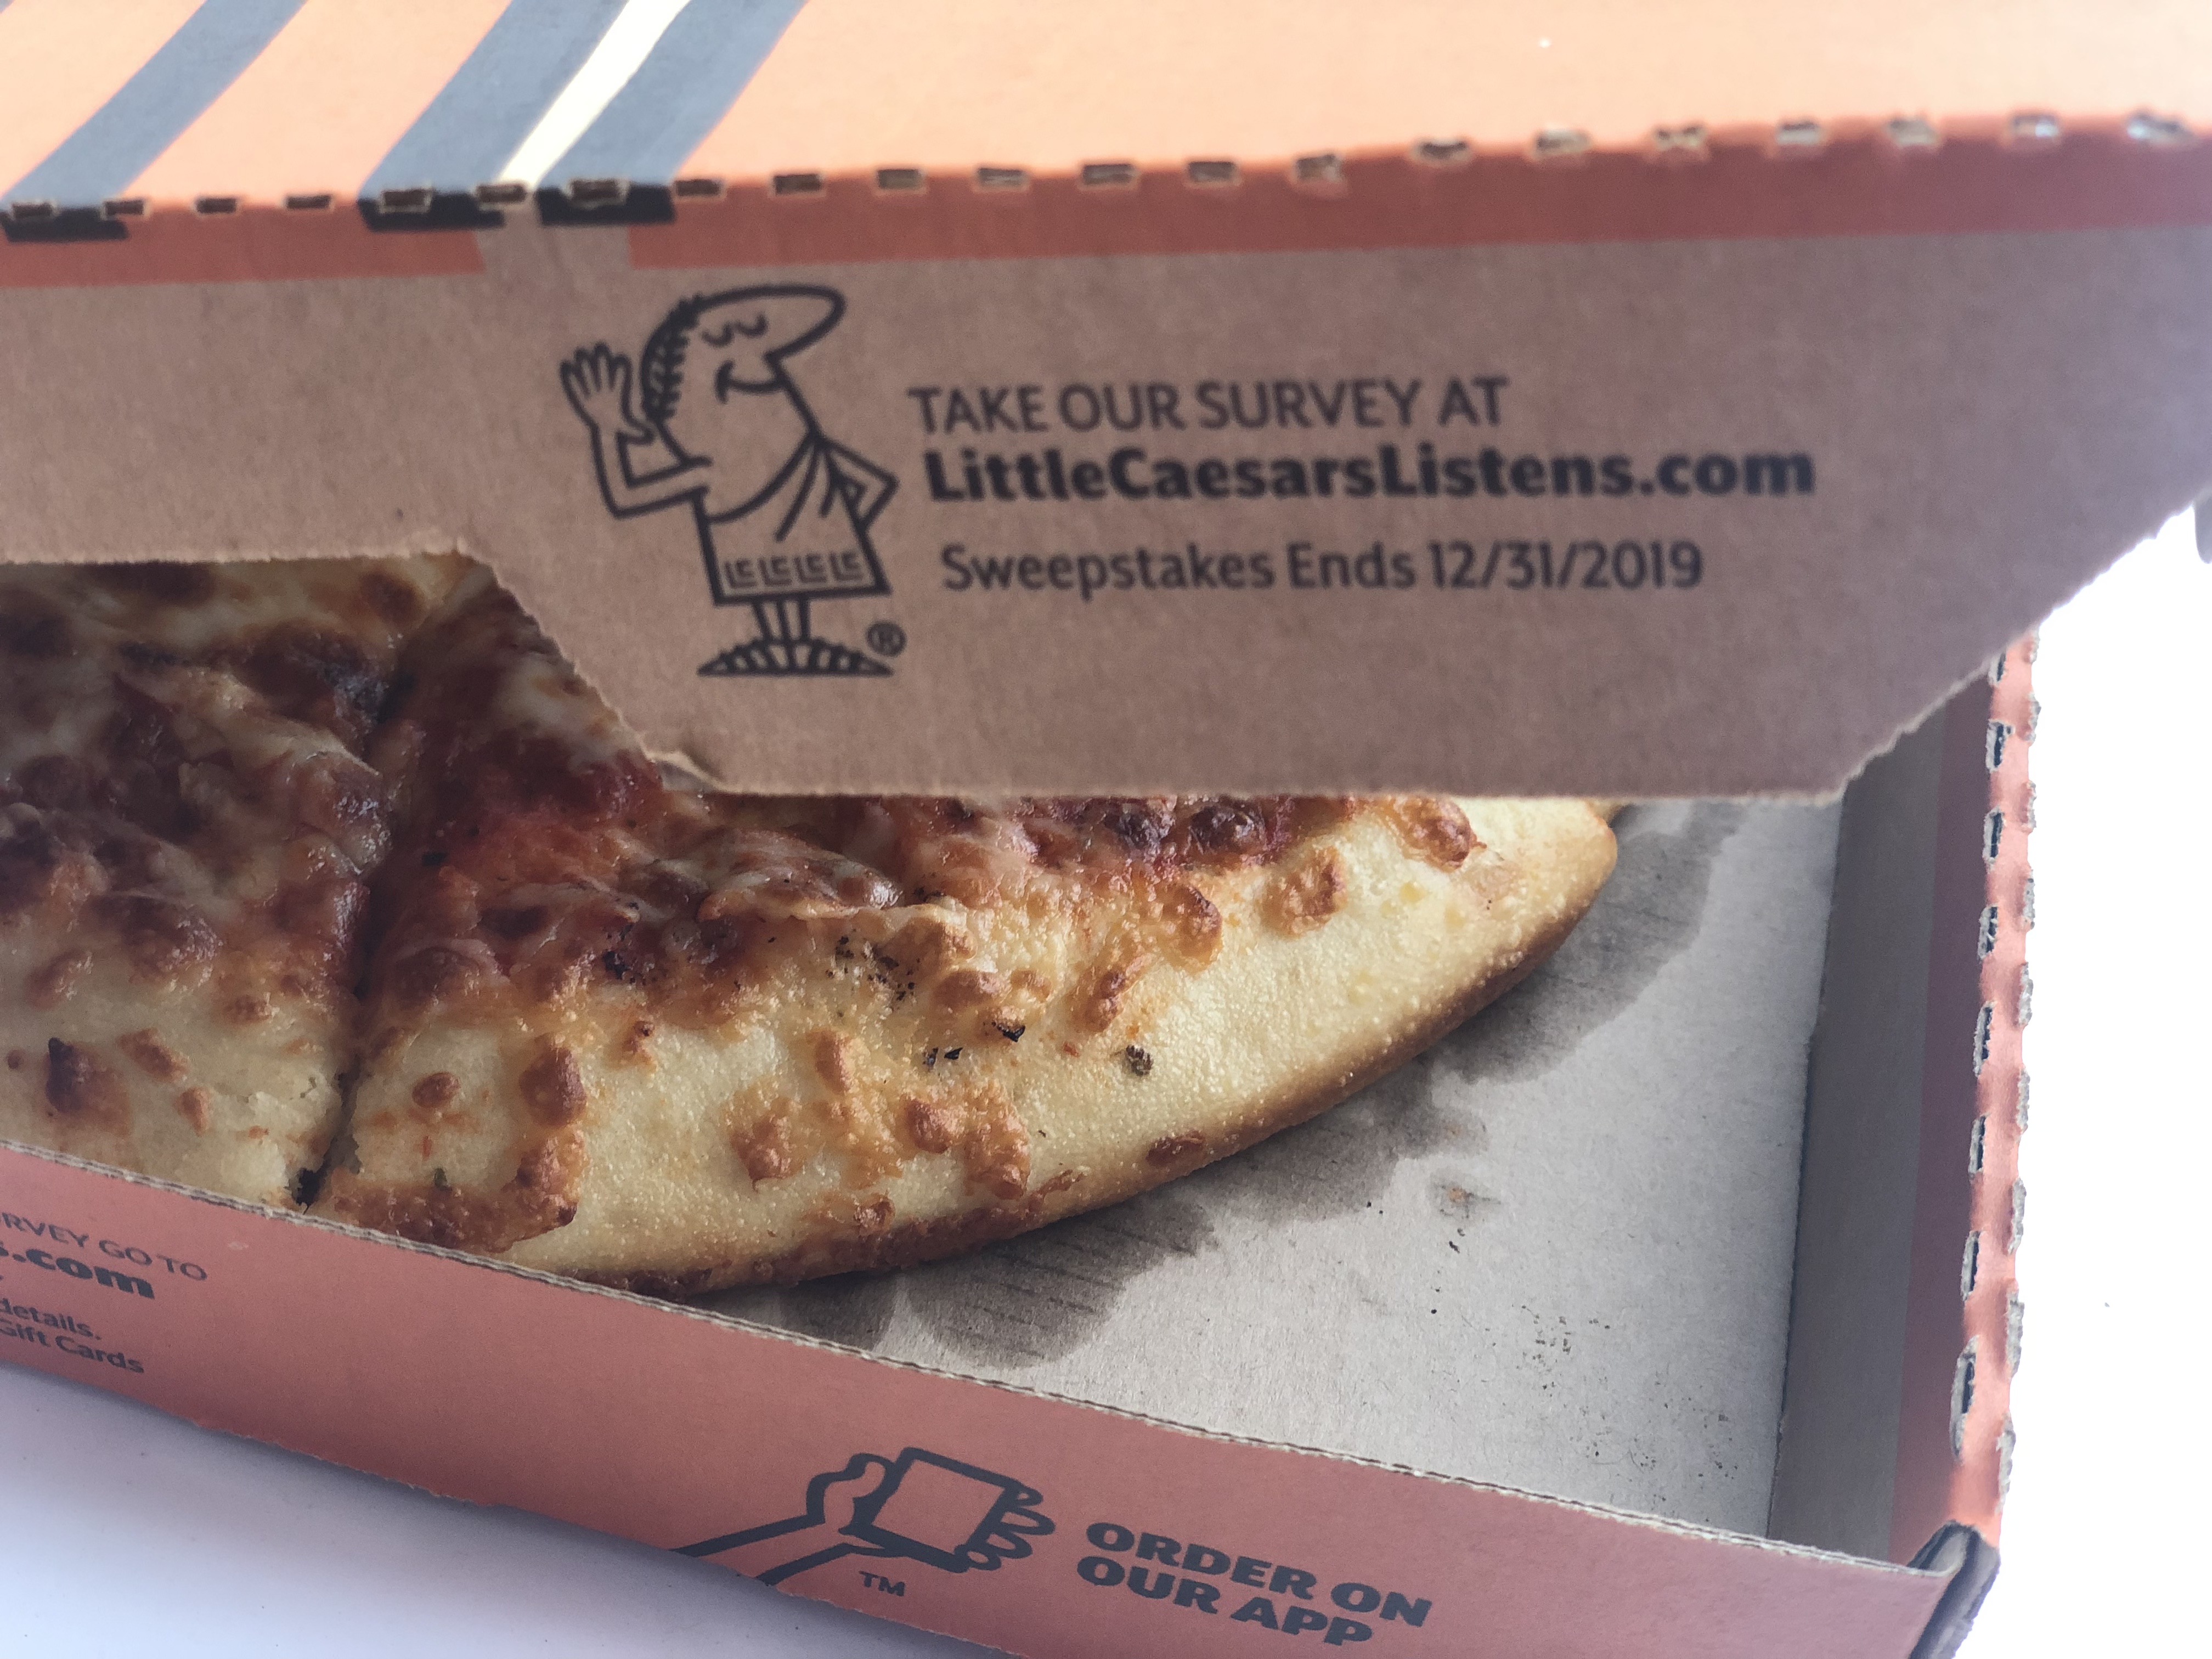 TAKE OUR SURVEY AT
LittleCaesarsListens.com
Sweepstakes Ends 12/31/2019
®
GO TO
.com
details.
Gift Cards
TM
ORDER ON
OUR APP